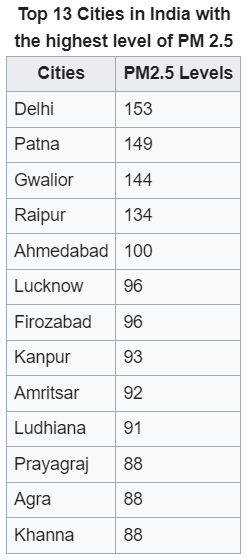 Top 13 Cities in India with
the highest level of PM 2.5
Cities PM2.5 Levels
Delhi 153
Patna 149
Gwalior 144
Raipur 134
Ahmedabad 100
Lucknow 96
Firozabad 96
Kanpur 93
Amritsar 92
Ludhiana 91
Prayagraj 88
Agra 88
Khanna 88